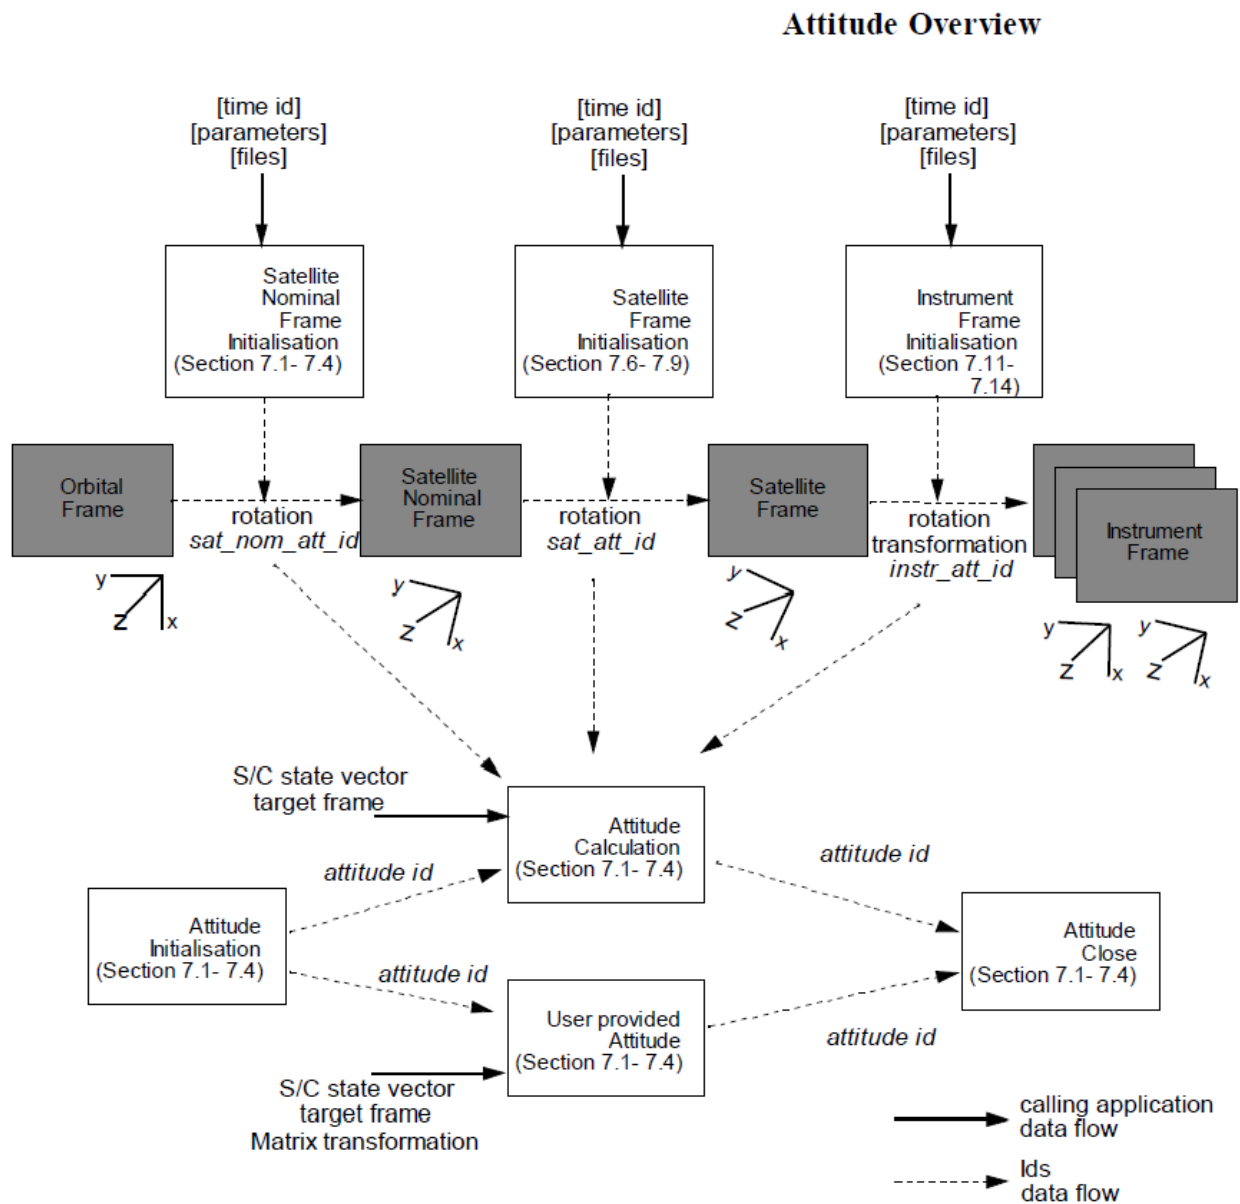 Attitude Overview
[time id]
[parameters]
[files]
[time id]
[parameters]
[files]
[time id]
[parameters]
[files]
Satellite
Nominal
Frame
Initialisation
(Section 7.1- 7.4)
Satellite
Frame
Initialisation
(Section 7.6- 7.9)
Instrument
Frame
Initialisation
(Section 7.11-
7.14)
Orbital
Frame
rotation
sat_nom_att_id
Satellite
Nominal
Frame
rotation
sat_att_id
Satellite
Frame
rotation
transformation
instr_att_id
Instrument
Frame
y
z
x
y
z
x
y
z
x
y
z
x
y
z
x
S/C state vector
target frame
Attitude
Calculation
(Section 7.1- 7.4)
attitude id
attitude id
Attitude
Initialisation
(Section 7.1- 7.4)
attitude id
User provided
Attitude
(Section 7.1- 7.4)
Attitude
Close
(Section 7.1- 7.4)
attitude id
S/C state vector
target frame
Matrix transformation
calling application
data flow
Ids
data flow